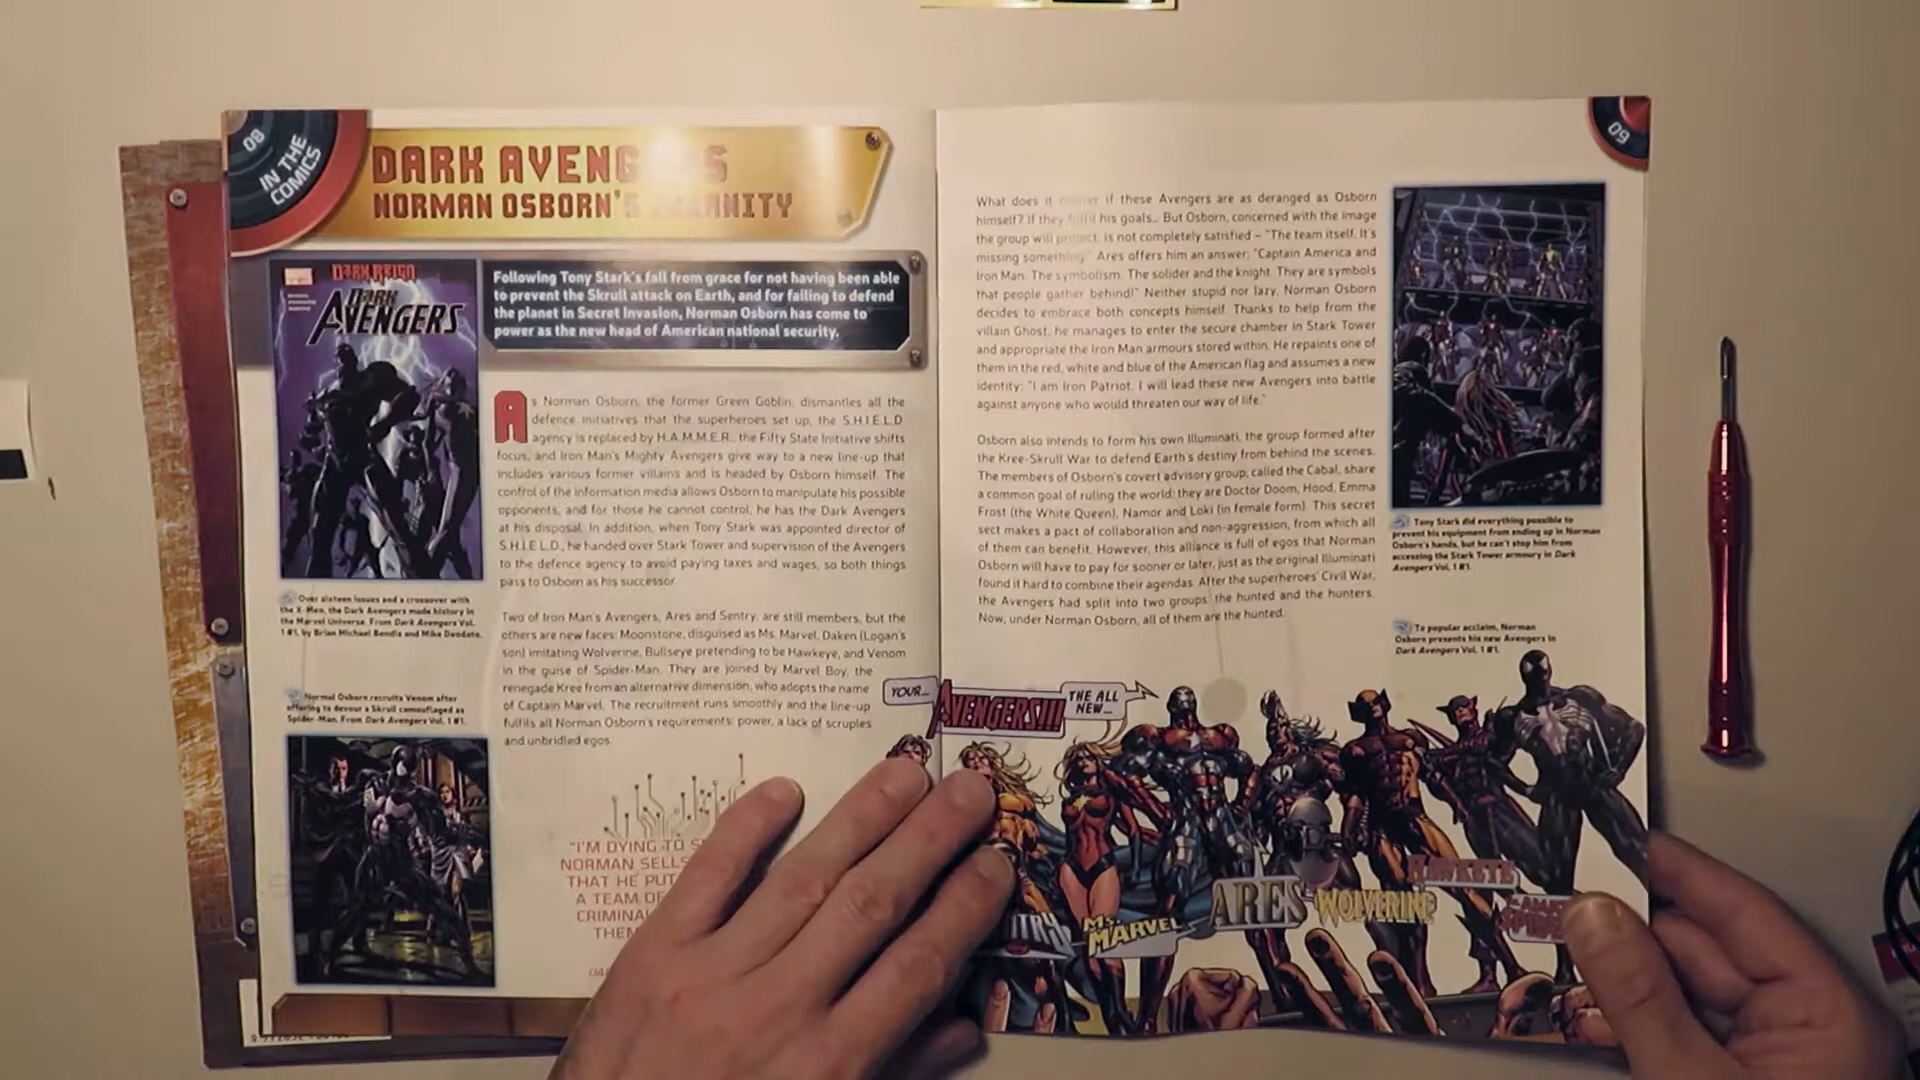 08
IN THE
COMICS
DARK AVENG S
NORMAN OSBORN'S
Following Tony Stark's fall from grace for not having been able
to prevent the Skrull attack on Earth, and for failing to defend
the planet in Secret Invasion, Norman Osborn has come to
power as the new head of American national security.
DARK REIGN
DARK
AVENGERS
As Norman Osborn, the former Green Goblin, dismantles all the
defence initiatives that the superheroes set up, the S.H.I.E.L.D
agency is replaced by H.A.M.M.E.R., the Fifty State Initiative shifts
focus, and Iron Man's Mighty Avengers give way to a new line-up that
includes various former villains and is headed by Osborn himself. The
control of the information media allows Osborn to manipulate his possible
opponents, and for those he cannot control, he has the Dark Avengers
at his disposal. In addition, when Tony Stark was appointed director of
S.H.I.E.L.D., he handed over Stark Tower and supervision of the Avengers
to the defence agency to avoid paying taxes and wages, so both things
pass to Osborn as his successor.
Two of Iron Man's Avengers, Ares and Sentry, are still members, but the
others are new faces: Moonstone, disguised as Ms. Marvel, Daken (Logan's
son) imitating Wolverine, Bullseye pretending to be Hawkeye, and Venom
in the guise of Spider-Man. They are joined by Marvel Boy, the
renegade Kree from an alternative dimension, who adopts the name
of Captain Marvel. The recruitment runs smoothly and the line-up
fulfils all Norman Osborn's requirements: power, a lack of scruples
and unbridled egos.
Over sixteen issues and a crossover with
the X-Men, the Dark Avengers made history in
the Marvel Universe. From Dark Avengers Vol.
1 #1, by Brian Michael Bendis and Mike Deodato.
Normal Osborn recruits Venom after
offering to devour a Skrull camouflaged as
Spider-Man. From Dark Avengers Vol. 1 #1.
"I'M DYING TO S
NORMAN SELLS
THAT HE PUT
A TEAM OF
CRIMINAL
THEM
09
What does it if these Avengers are as deranged as Osborn
himself? If they his goals... But Osborn, concerned with the image
the group will is not completely satisfied – "The team itself. It's
missing something." Ares offers him an answer: "Captain America and
Iron Man. The symbolism. The solider and the knight. They are symbols
that people gather behind!" Neither stupid nor lazy, Norman Osborn
decides to embrace both concepts himself. Thanks to help from the
villain Ghost, he manages to enter the secure chamber in Stark Tower
and appropriate the Iron Man armours stored within. He repaints one of
them in the red, white and blue of the American flag and assumes a new
identity: "I am Iron Patriot. I will lead these new Avengers into battle
against anyone who would threaten our way of life."
Osborn also intends to form his own Illuminati, the group formed after
the Kree-Skrull War to defend Earth's destiny from behind the scenes.
The members of Osborn's covert advisory group, called the Cabal, share
a common goal of ruling the world: they are Doctor Doom, Hood, Emma
Frost (the White Queen), Namor and Loki (in female form). This secret
sect makes a pact of collaboration and non-aggression, from which all
of them can benefit. However, this alliance is full of egos that Norman
Osborn will have to pay for sooner or later, just as the original Illuminati
found it hard to combine their agendas. After the superheroes' Civil War,
the Avengers had split into two groups: the hunted and the hunters.
Now, under Norman Osborn, all of them are the hunted.
Tony Stark did everything possible to
prevent his equipment from ending up in Norman
Osborn's hands, but he can't stop him from
accessing the Stark Tower armory in Dark
Avengers Vol. 1 #1.
To popular acclaim, Norman
Osborn presents his new Avengers in
Dark Avengers Vol. 1 #1.
YOUR...
AVENGERS!!!
THE ALL
NEW...
NTRY
MS.
MARVEL
ARES
WOLVERINE
HAWKEYE